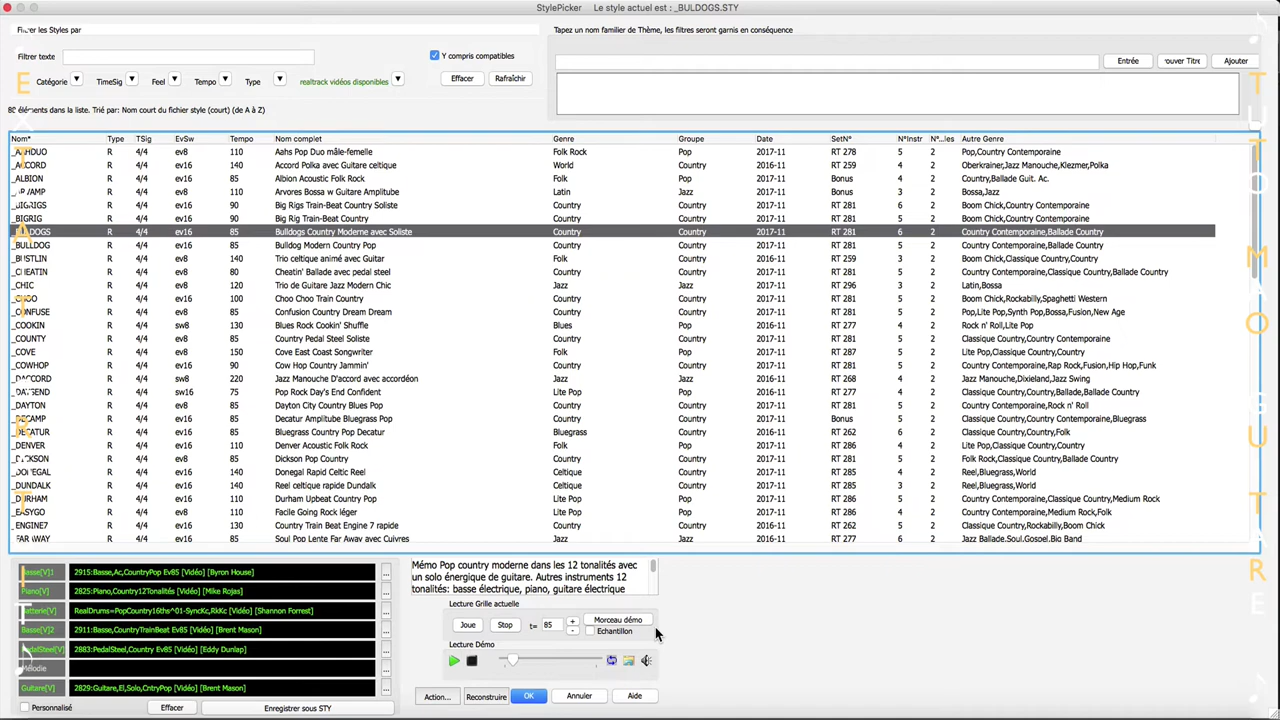 StylePicker Le style actuel est : _BULDOGS.STY
Filtrer les Styles par
Tapez un nom familier de Thème, les filtres seront garnis en conséquence
Filtrer texte
Y compris compatibles
Entrée
Ajouter
Catégorie TimeSig Feel Tempo Type realtrack vidéos disponibles
Effacer Rafraîchir
éléments dans la liste. Trié par: Nom court du fichier style (court) (de A à Z)
Nom* Type TSig EvSw Tempo Nom complet Genre Groupe Date SetN° N°Instr N°...les Autre Genre
_AAHDUO R 4/4 ev8 110 Aahs Pop Duo mâle-femelle Folk Rock Pop 2017-11 RT 278 5 2 Pop,Country Contemporaine
_ACCORD R 4/4 ev16 140 Accord Polka avec Guitare celtique World Country 2017-11 RT 259 4 2 Oberkrainer,Jazz Manouche,Klezmer,Polka
_ALBION R 4/4 ev16 85 Albion Acoustic Folk Rock Folk Pop 2017-11 Bonus 4 2 Country,Ballade Guit. Ac.
R 4/4 ev8 110 Arvores Bossa w Guitare Amplitube Latin Jazz 2017-11 Bonus 3 2 Bossa,Jazz
_BIGRIGS R 4/4 ev16 90 Big Rigs Train-Beat Country Soliste Country Country 2017-11 RT 281 6 2 Boom Chick,Country Contemporaine
_BIGRIG R 4/4 ev16 90 Big Rig Train-Beat Country Country Country 2017-11 RT 281 5 2 Boom Chick,Country Contemporaine
_BULDOGS R 4/4 ev16 85 Bulldogs Country Moderne avec Soliste Country Country 2017-11 RT 281 6 2 Country Contemporaine,Ballade Country
_BULLDOG R 4/4 ev16 85 Bulldog Modern Country Pop Country Country 2017-11 RT 281 5 2 Country Contemporaine,Ballade Country
_BUSTLIN R 4/4 ev16 85 Trio celtique animé avec Guitar Folk Country 2017-11 RT 259 3 2 Boom Chick,Classique Country,Country
_CHEATIN R 4/4 ev8 80 Cheatin' Ballade avec pedal steel Country Country 2017-11 RT 281 5 2 Country Contemporaine,Classique Country,Ballade Country
_CHIC R 4/4 ev8 120 Trio de Guitare Jazz Modern Chic Jazz Jazz 2017-11 RT 296 3 2 Latin,Bossa
_CHOO R 4/4 ev16 100 Choo Choo Train Country Country Country 2017-11 RT 281 5 2 Boom Chick,Rockabilly,Spaghetti Western
_CONFUSE R 4/4 ev8 85 Confusion Country Dream Dream Country Country 2017-11 RT 281 5 2 Pop,Lite Pop,Synth Pop,Bossa,Fusion,New Age
_COOKIN R 4/4 sw8 130 Blues Rock Cookin' Shuffle Blues Country 2016-11 RT 277 4 2 Rock n' Roll,Lite Pop
_COUNTY R 4/4 ev8 85 Country Pedal Steel Soliste Country Country 2017-11 RT 281 5 2 Classique Country,Country Contemporaine
_COVE R 4/4 ev8 150 Cove East Coast Songwriter Folk Pop 2017-11 RT 287 5 2 Lite Pop,Classique Country,Country
_COWHOP R 4/4 ev16 90 Cow Hop Country Jammin' Country Country 2017-11 RT 281 5 2 Country Contemporaine,Rap Rock,Fusion,Hip Hop,Funk
_DACCORD R 4/4 sw8 220 Jazz Manouche D'accord avec accordéon Jazz Jazz 2016-11 RT 268 4 2 Jazz Manouche,Dixieland,Jazz Swing
_DAYSEND R 4/4 sw16 75 Pop Rock Day's End Confident Lite Pop Country 2016-11 RT 277 4 2 Classique Country,Ballade,Ballade Country
_DAYTON R 4/4 ev8 85 Dayton City Country Blues Pop Country Country 2017-11 RT 281 5 2 Country Contemporaine,Rock n' Roll
_DECAMP R 4/4 ev16 85 Decatur Amplitube Bluegrass Pop Country Country 2017-11 Bonus 5 2 Classique Country,Country Contemporaine,Bluegrass
_DECATUR R 4/4 ev16 85 Bluegrass Country Pop Decatur Bluegrass Country 2016-11 RT 262 6 2 Classique Country,Country,Folk
_DENVER R 4/4 ev8 110 Denver Acoustic Folk Rock Folk Pop 2017-11 RT 286 4 2 Lite Pop,Classique Country,Country
_DICKSON R 4/4 ev8 85 Dickson Pop Country Country Country 2017-11 RT 281 5 2 Folk Rock,Classique Country,Country
_DONEGAL R 4/4 ev16 140 Donegal Rapid Celtic Reel Celtique Country 2017-11 RT 285 4 2 Reel,Bluegrass,World
_DUNDALK R 4/4 ev16 140 Reel celtique rapide Dundalk Celtique Country 2017-11 RT 285 3 2 Reel,Bluegrass,World
_DURHAM R 4/4 ev8 110 Durham Upbeat Country Pop Lite Pop Country 2017-11 RT 286 5 2 Country Contemporaine,Classique Country,Medium Rock
_EASYGO R 4/4 ev8 110 Facile Going Rock léger Lite Pop Pop 2017-11 RT 286 4 2 Country Contemporaine,Medium Rock,Folk
_ENGINE7 R 4/4 ev16 130 Country Train Beat Engine 7 rapide Country Country 2016-11 RT 262 5 2 Classique Country,Rockabilly,Boom Chick
_FARAWAY R 4/4 ev8 85 Soul Pop Lente Far Away avec Cuivres Country Jazz 2016-11 RT 262 6 2 Jazz Ballade,Soul,Gospel,Big Band
2915:Basse,Ac,CountryPop Ev85 [Vidéo] [Byron House]
Piano[V] 2825:Piano,Country12Tonalités [Vidéo] [Mike Rojas]
Batterie[V] RealDrums=PopCountry16ths^01-SyncKc,RkKc [Vidéo] [Shannon Forrest]
Basse[V]2 2911:Basse,CountryTrainBeat Ev85 [Vidéo] [Brent Mason]
PedalSteel[V] 2883:PedalSteel,Country Ev85 [Vidéo] [Eddy Dunlap]
Mélodie
Guitare[V] 2829:Guitare,El,Solo,CntryPop [Vidéo] [Brent Mason]
Personnalisé Effacer Enregistrer sous STY
Mémo Pop country moderne dans les 12 tonalités avec
un solo énergique de guitare. Autres instruments 12
tonalités: basse électrique, piano, guitare électrique
Lecture Grille actuelle
Joue Stop t= 85 + - Morceau démo
Echantillon
Lecture Démo
Action... Reconstruire OK Annuler Aide